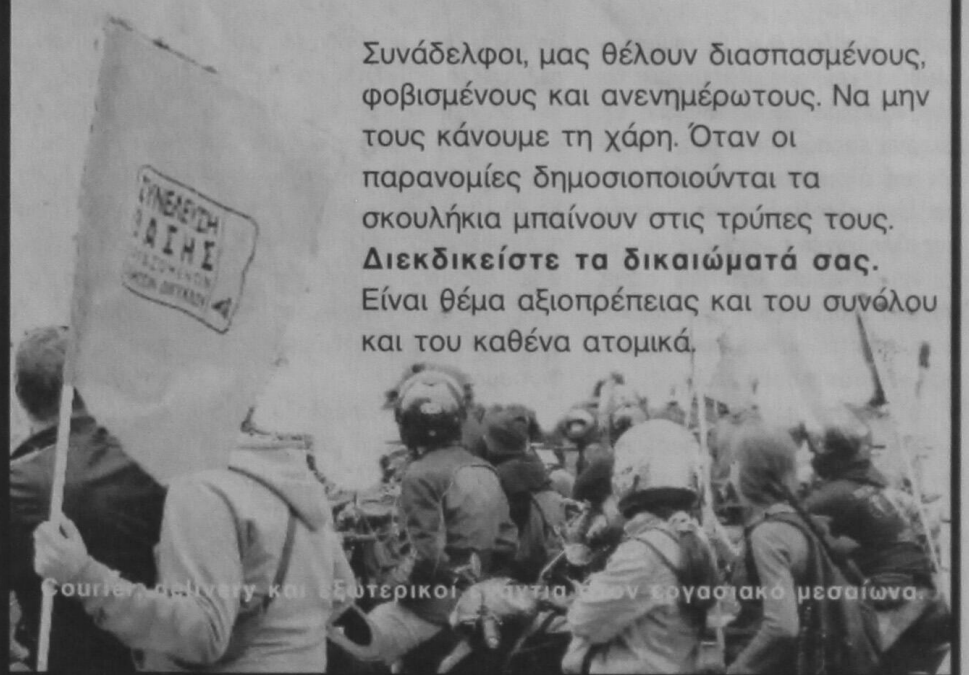 Συνάδελφοι, μας θέλουν διασπασμένους,
φοβισμένους και ανενημέρωτους. Να μην
τους κάνουμε τη χάρη. Όταν οι
παρανομίες δημοσιοποιούνται τα
σκουλήκια μπαίνουν στις τρύπες τους.
Διεκδικείστε τα δικαιώματά σας.
Είναι θέμα αξιοπρέπειας και του συνόλου
και του καθένα ατομικά.
ΣΥΝΕΛΕΥΣΗ
ΒΑΣΗΣ
Courier, delivery και εξωτερικοί ενάντια στον εργασιακό μεσαίωνα.